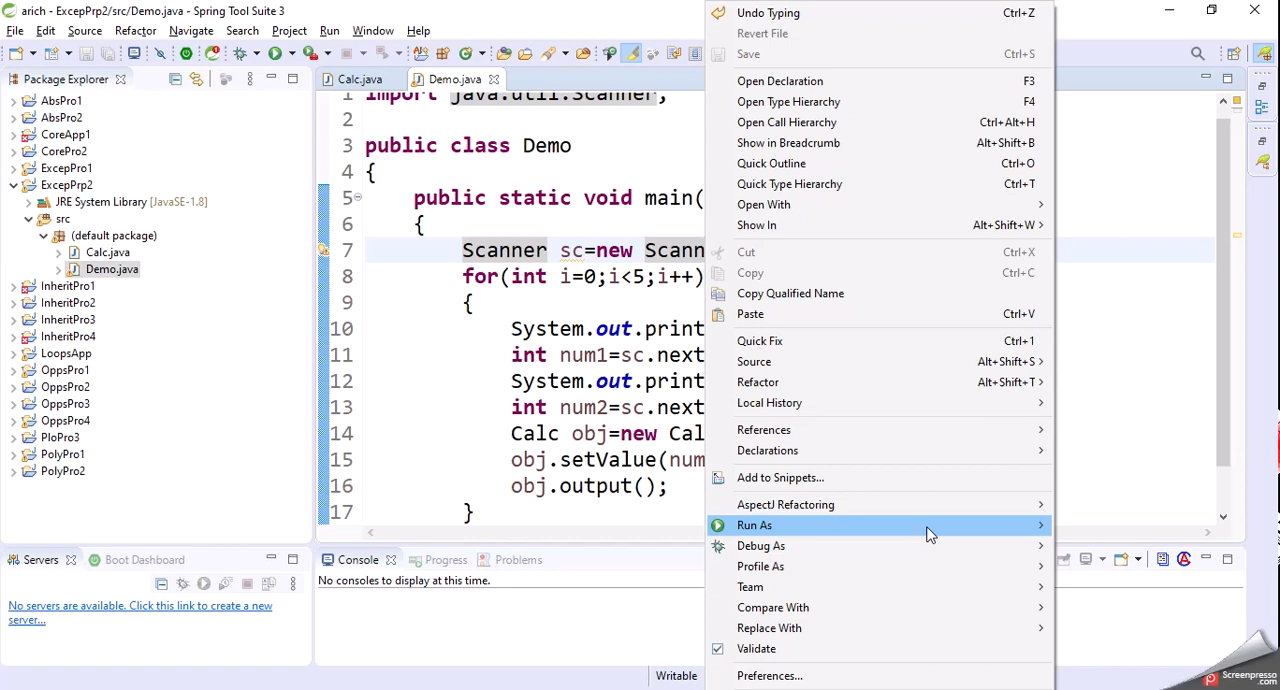 arich - ExcepPrp2/src/Demo.java - Spring Tool Suite 3
File Edit Source Refactor Navigate Search Project Run Window Help
Package Explorer
AbsPro1
AbsPro2
CoreApp1
CorePro2
ExcepPro1
ExcepPrp2
JRE System Library [JavaSE-1.8]
src
(default package)
Calc.java
Demo.java
InheritPro1
InheritPro2
InheritPro3
InheritPro4
LoopsApp
OppsPro1
OppsPro2
OppsPro3
OppsPro4
PloPro3
PolyPro1
PolyPro2
Calc.java Demo.java
1 import java.util.Scanner;
2
3 public class Demo
4 {
5 public static void main(
6 {
7 Scanner sc=new Scann
8 for(int i=0;i<5;i++)
9 {
10 System.out.print
11 int num1=sc.next
12 System.out.print
13 int num2=sc.next
14 Calc obj=new Cal
15 obj.setValue(num
16 obj.output();
17 }
Undo Typing Ctrl+Z
Revert File
Save Ctrl+S
Open Declaration F3
Open Type Hierarchy F4
Open Call Hierarchy Ctrl+Alt+H
Show in Breadcrumb Alt+Shift+B
Quick Outline Ctrl+O
Quick Type Hierarchy Ctrl+T
Open With
Show In Alt+Shift+W
Cut Ctrl+X
Copy Ctrl+C
Copy Qualified Name
Paste Ctrl+V
Quick Fix Ctrl+1
Source Alt+Shift+S
Refactor Alt+Shift+T
Local History
References
Declarations
Add to Snippets...
AspectJ Refactoring
Run As
Debug As
Profile As
Team
Compare With
Replace With
Validate
Preferences...
Servers Boot Dashboard
No servers are available. Click this link to create a new
server...
Console Progress Problems
No consoles to display at this time.
Writable
Screenpresso
.com